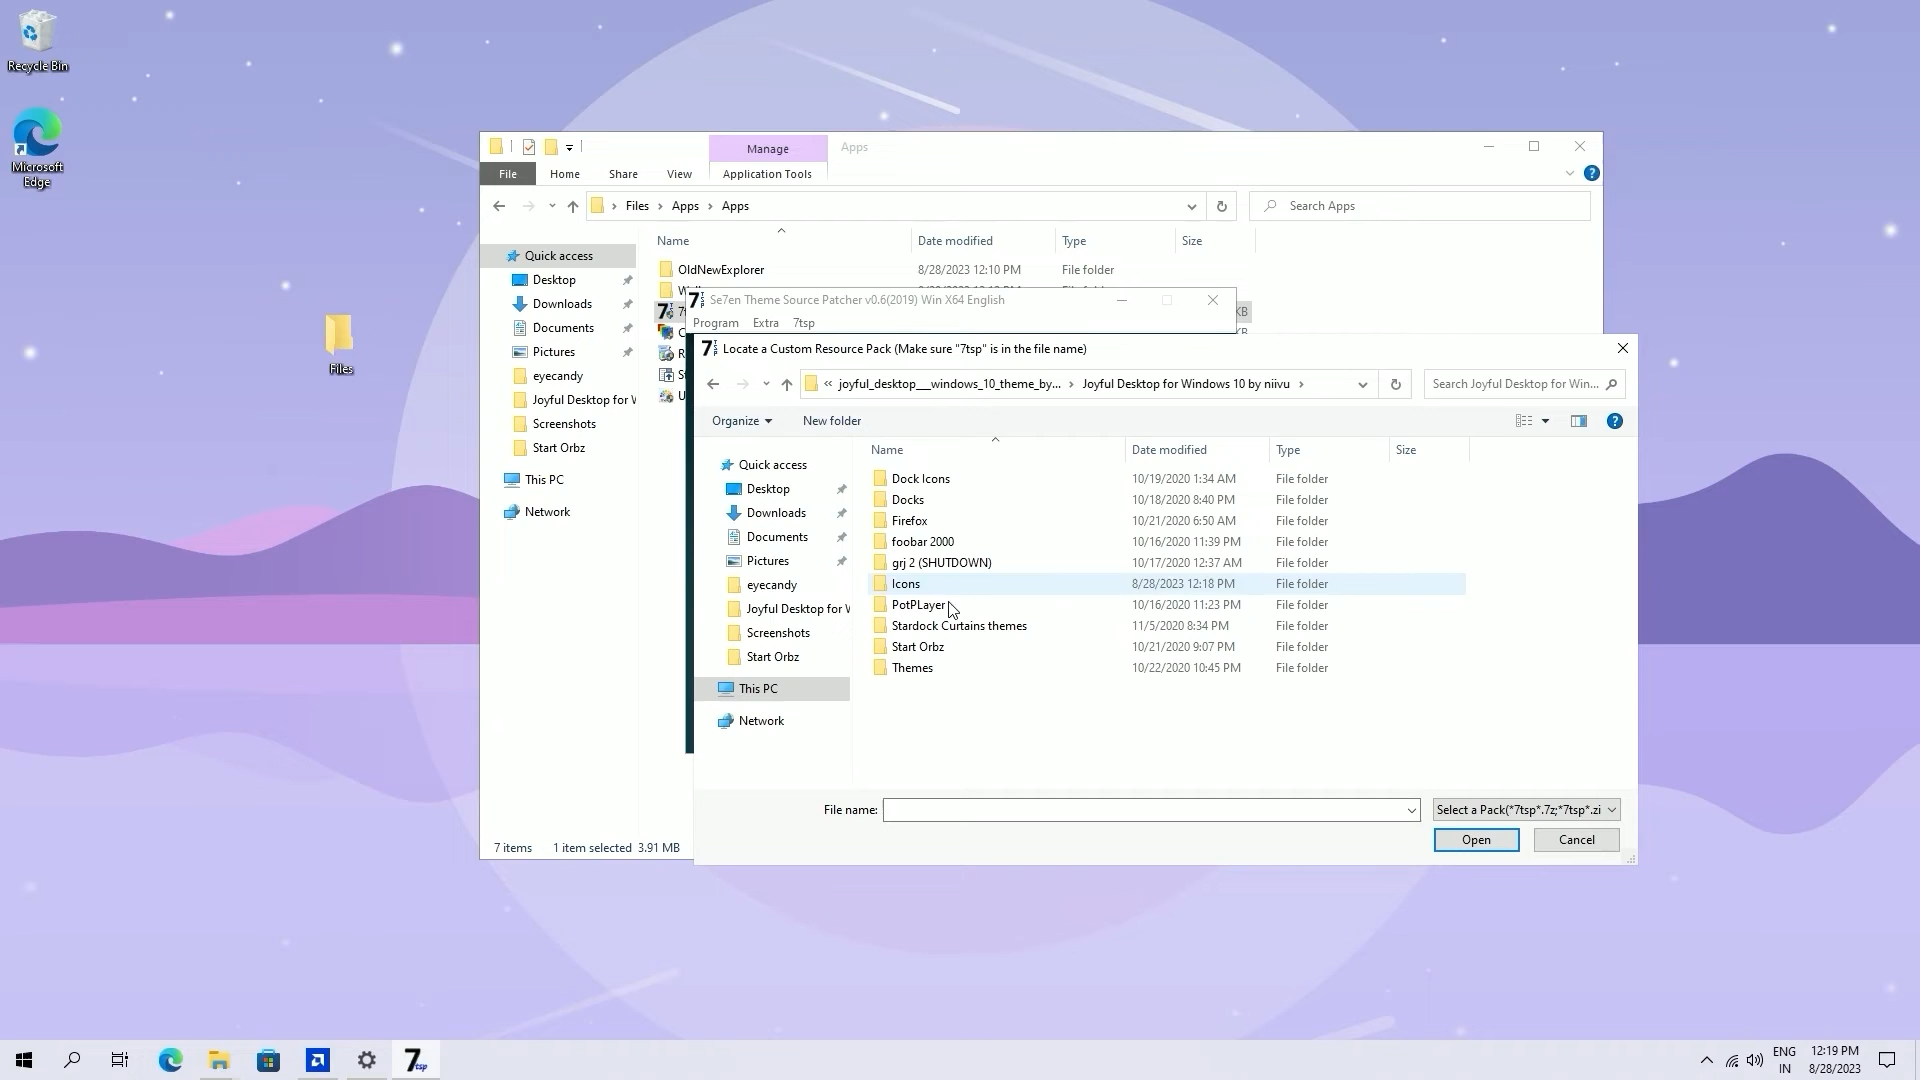 Recycle Bin
Microsoft
Edge
Files
Manage
Apps
File
Home
Share
View
Application Tools
Files
Apps
Apps
Search Apps
Name
Date modified
Type
Size
OldNewExplorer
8/28/2023 12:10 PM
File folder
Quick access
Desktop
Downloads
Documents
Pictures
eyecandy
Joyful Desktop for W
Screenshots
Start Orbz
This PC
Network
7 items
1 item selected 3.91 MB
KB
KB
Se7en Theme Source Patcher v0.6(2019) Win X64 English
Program
Extra
7tsp
Locate a Custom Resource Pack (Make sure "7tsp" is in the file name)
« joyful_desktop__windows_10_theme_by... › Joyful Desktop for Windows 10 by niivu ›
Search Joyful Desktop for Win...
Organize
New folder
Name
Date modified
Type
Size
Quick access
Desktop
Downloads
Documents
Pictures
eyecandy
Joyful Desktop for W
Screenshots
Start Orbz
This PC
Network
Dock Icons 10/19/2020 1:34 AM File folder
Docks 10/18/2020 8:40 PM File folder
Firefox 10/21/2020 6:50 AM File folder
foobar 2000 10/16/2020 11:39 PM File folder
grj 2 (SHUTDOWN) 10/17/2020 12:37 AM File folder
Icons 8/28/2023 12:18 PM File folder
PotPLayer 10/16/2020 11:23 PM File folder
Stardock Curtains themes 11/5/2020 8:34 PM File folder
Start Orbz 10/21/2020 9:07 PM File folder
Themes 10/22/2020 10:45 PM File folder
File name:
Select a Pack(*7tsp*.7z;*7tsp*.zi
Open
Cancel
7tsp
ENG
IN
12:19 PM
8/28/2023